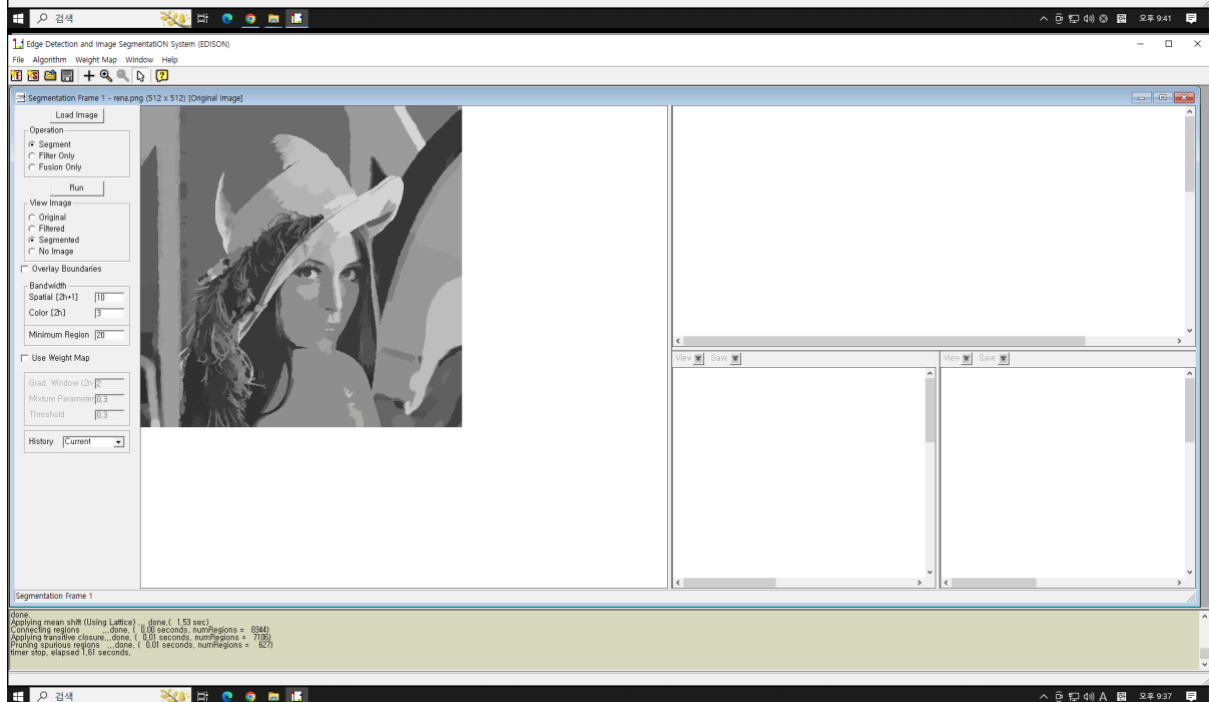 검색
오후 9:41
Edge Detection and Image SegmentatiON System (EDISON)
File Algorithm Weight Map Window Help
Segmentation Frame 1 - rena.png (512 x 512) [Original Image]
Load Image
Operation
Segment
Filter Only
Fusion Only
Run
View Image
Original
Filtered
Segmented
No Image
Overlay Boundaries
Bandwidth
Spatial (2h+1) 10
Color (2h) 3
Minimum Region 20
Use Weight Map
Grad. Window (2n 2
Mixture Parameter 0,3
Threshold 0,3
History Current
View Save
View Save
Segmentation Frame 1
done.
Applying mean shift (Using Lattice) ... done.( 1,53 sec)
Connecting regions ...done. ( 0,00 seconds, numRegions = 8344)
Applying transitive closure...done. ( 0,01 seconds, numRegions = 7106)
Pruning spurious regions ...done. ( 0,01 seconds, numRegions = 627)
timer stop, elapsed 1,61 seconds.
검색
A 오후 9:37